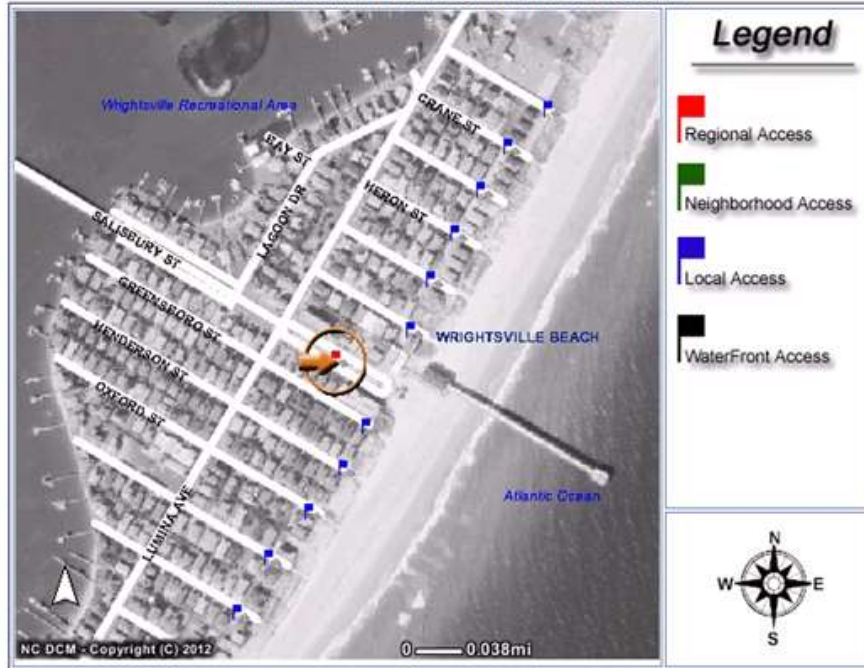 Wrightsville Recreational Area
CRANE ST
BAY ST
HERON ST
LAGOON DR
SALISBURY ST
GREENSBORO ST
HENDERSON ST
OXFORD ST
LUMINA AVE
WRIGHTSVILLE BEACH
Atlantic Ocean
NC DCM - Copyright (C) 2012
0
0.038mi
Legend
Regional Access
Neighborhood Access
Local Access
WaterFront Access
N
W
E
S